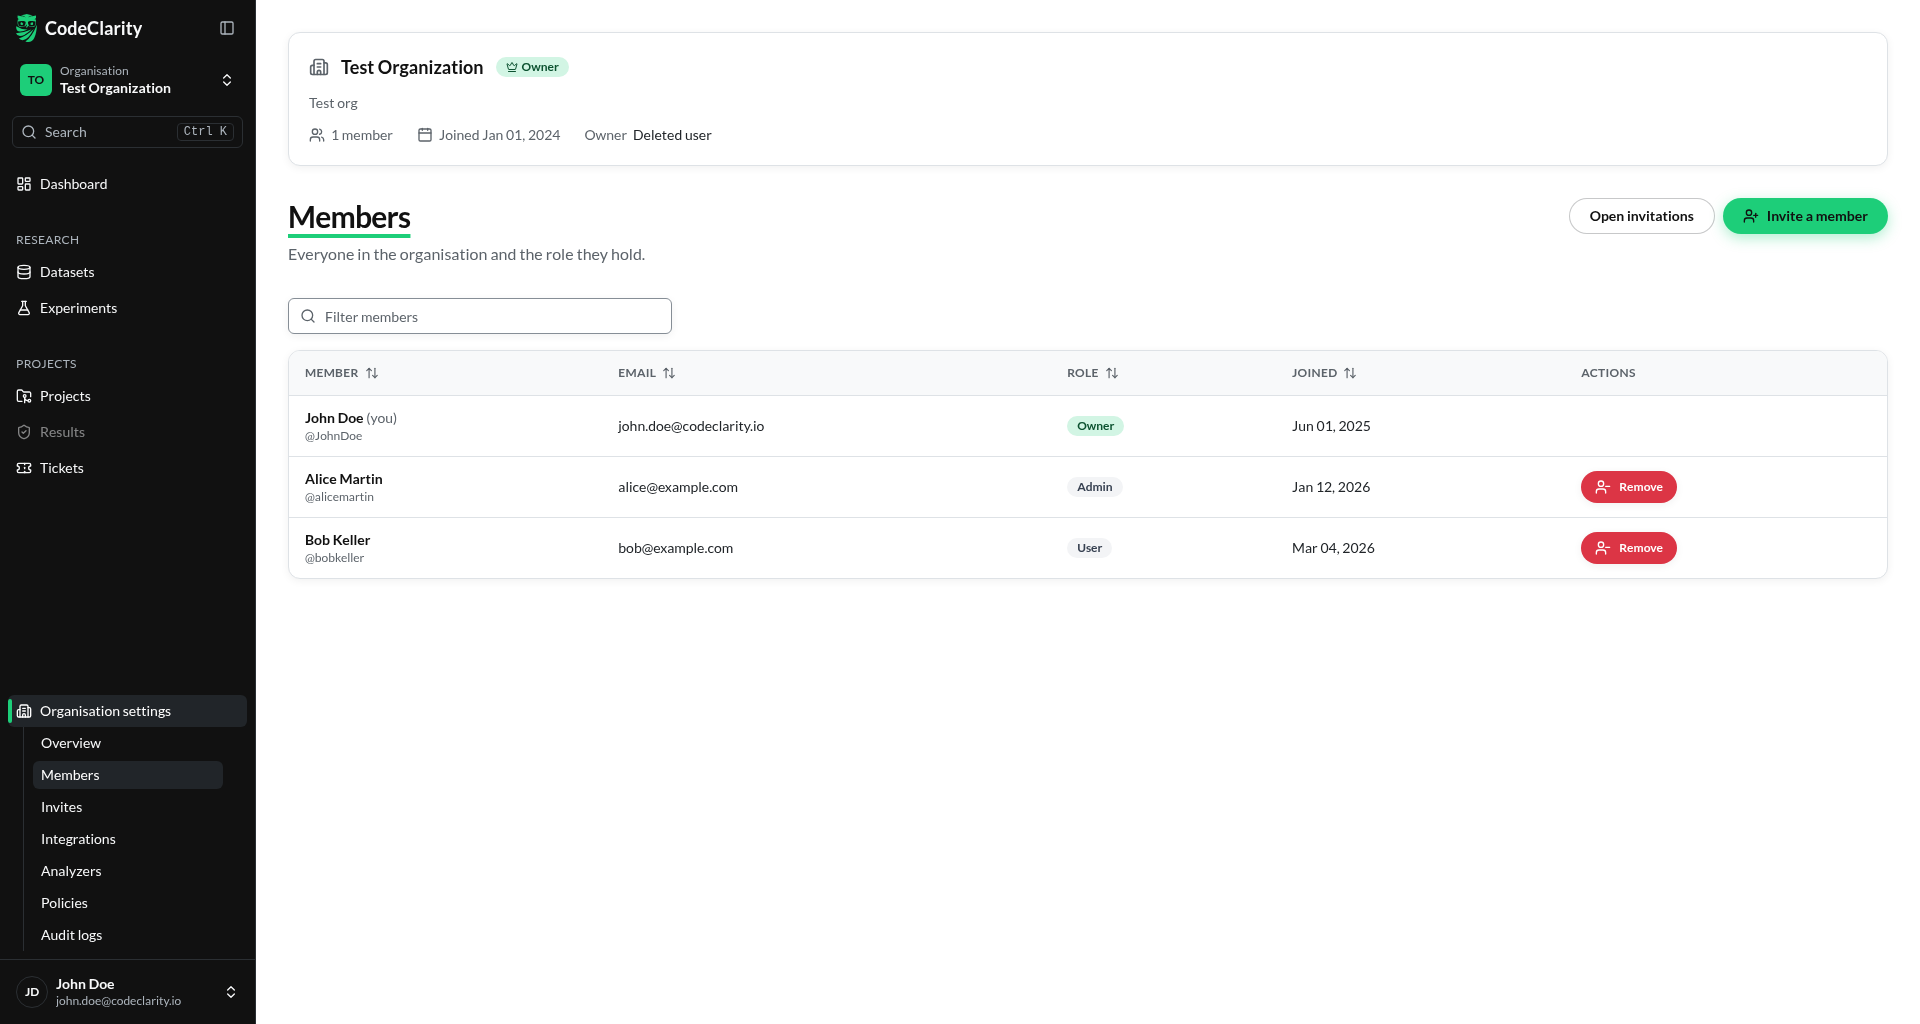 CodeClarity
TO
Organisation
Test Organization
Search
Ctrl K
Dashboard
RESEARCH
Datasets
Experiments
PROJECTS
Projects
Results
Tickets
Organisation settings
Overview
Members
Invites
Integrations
Analyzers
Policies
Audit logs
JD
John Doe
john.doe@codeclarity.io
Test Organization
Owner
Test org
1 member
Joined Jan 01, 2024
Owner Deleted user
Members
Everyone in the organisation and the role they hold.
Open invitations
Invite a member
Filter members
MEMBER EMAIL ROLE JOINED ACTIONS
John Doe (you)
@JohnDoe
john.doe@codeclarity.io
Owner
Jun 01, 2025
Alice Martin
@alicemartin
alice@example.com
Admin
Jan 12, 2026
Remove
Bob Keller
@bobkeller
bob@example.com
User
Mar 04, 2026
Remove